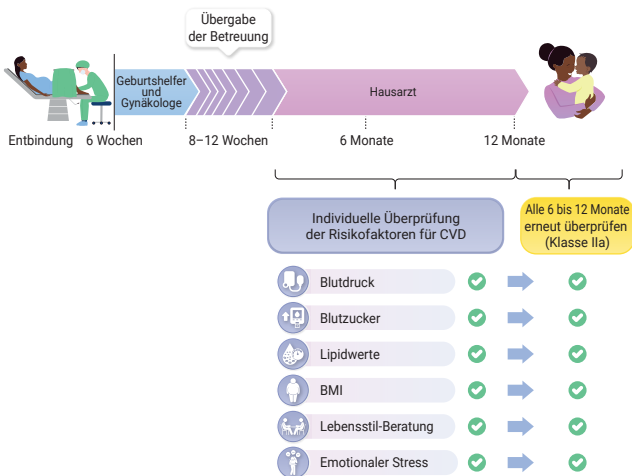 Übergabe
der Betreuung
Geburtshelfer
und
Gynäkologe
Hausarzt
Entbindung
6 Wochen
8–12 Wochen
6 Monate
12 Monate
Individuelle Überprüfung
der Risikofaktoren für CVD
Alle 6 bis 12 Monate
erneut überprüfen
(Klasse IIa)
Blutdruck
Blutzucker
Lipidwerte
BMI
Lebensstil-Beratung
Emotionaler Stress